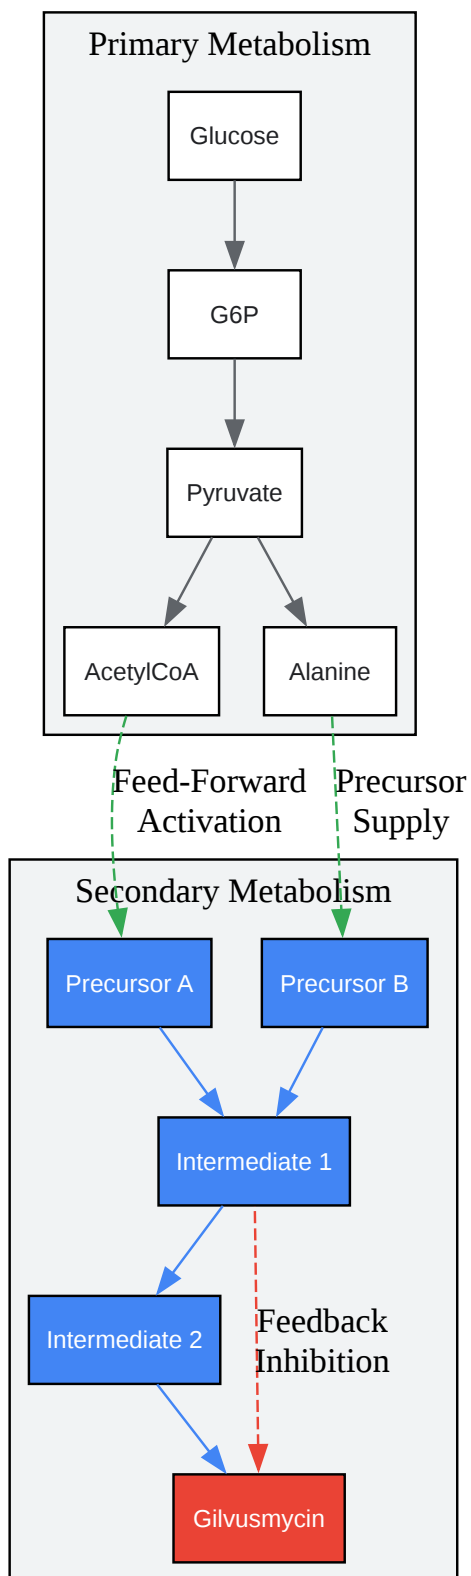 Primary Metabolism
Glucose
G6P
Pyruvate
AcetylCoA
Alanine
Feed-Forward
Activation
Precursor
Supply
Secondary Metabolism
Precursor A
Precursor B
Intermediate 1
Intermediate 2
Feedback
Inhibition
Gilvusmycin